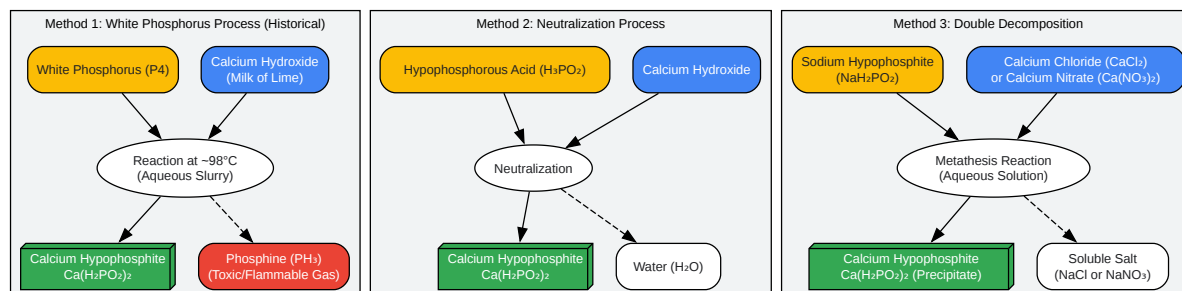 Method 1: White Phosphorus Process (Historical)
White Phosphorus (P4)
Calcium Hydroxide
(Milk of Lime)
Reaction at ~98°C
(Aqueous Slurry)
Calcium Hypophosphite
Ca(H₂PO₂)₂
Phosphine (PH₃)
(Toxic/Flammable Gas)
Method 2: Neutralization Process
Hypophosphorous Acid (H₃PO₂)
Calcium Hydroxide
Neutralization
Calcium Hypophosphite
Ca(H₂PO₂)₂
Water (H₂O)
Method 3: Double Decomposition
Sodium Hypophosphite
(NaH₂PO₂)
Calcium Chloride (CaCl₂)
or Calcium Nitrate (Ca(NO₃)₂)
Metathesis Reaction
(Aqueous Solution)
Calcium Hypophosphite
Ca(H₂PO₂)₂ (Precipitate)
Soluble Salt
(NaCl or NaNO₃)